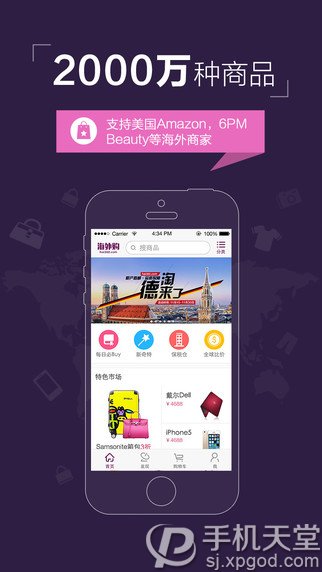 2000万种商品
支持美国Amazon，6PM
Beauty等海外商家
Carrier
4:34 PM
海外购
搜商品
分类
德淘来了
每日必Buy
新奇特
保税仓
全球比价
特色市场
戴尔Dell
￥4688
iPhone5
￥4688
Samsonite箱包3折
首页
发现
购物车
我
手机天堂
sj.xpgod.com